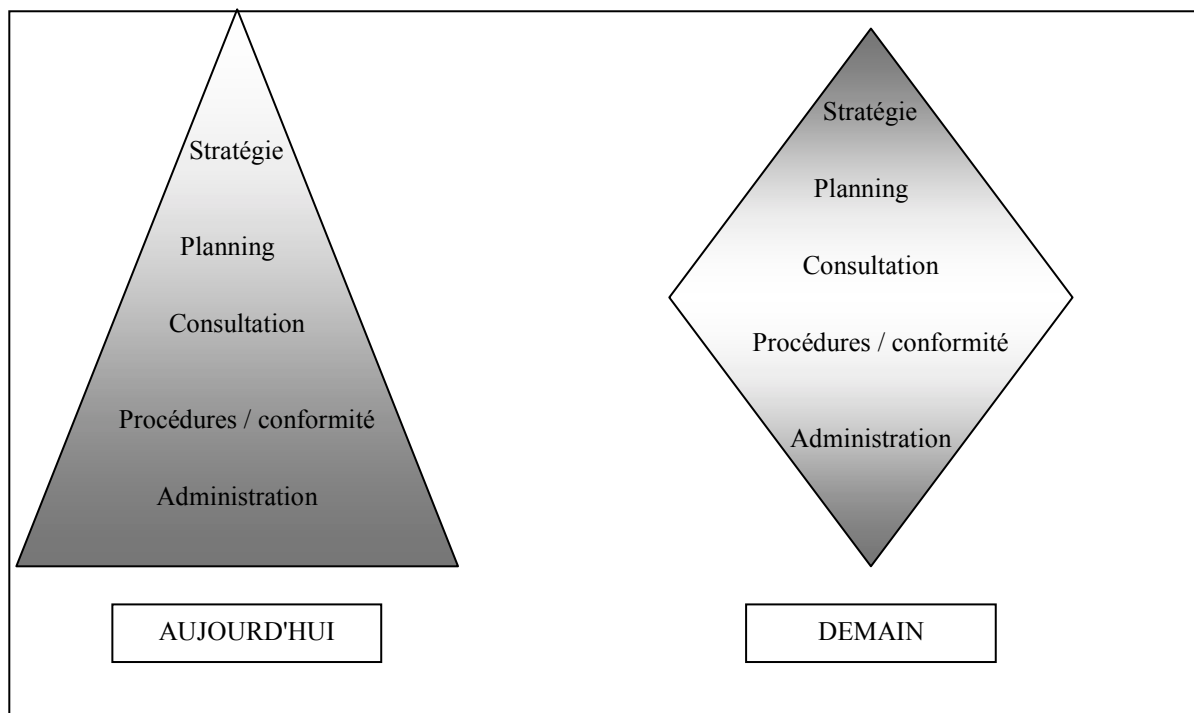 Stratégie
Planning
Consultation
Procédures / conformité
Administration
AUJOURD'HUI
Stratégie
Planning
Consultation
Procédures / conformité
Administration
DEMAIN